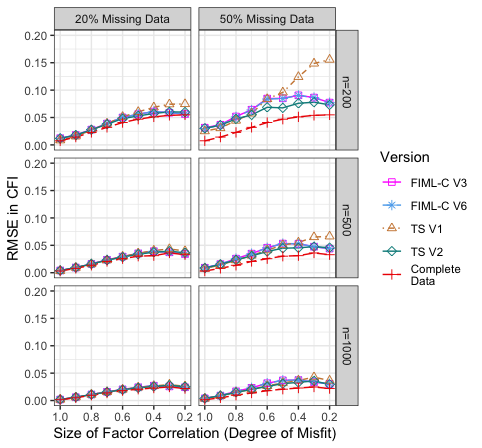 20% Missing Data 50% Missing Data
0.20
0.15
0.10
0.05
0.00
n=200
0.20
0.15
0.10
0.05
0.00
n=500
0.20
0.15
0.10
0.05
0.00
n=1000
RMSE in CFI
1.0 0.8 0.6 0.4 0.2 1.0 0.8 0.6 0.4 0.2
Size of Factor Correlation (Degree of Misfit)
Version
FIML-C V3
FIML-C V6
TS V1
TS V2
Complete
Data